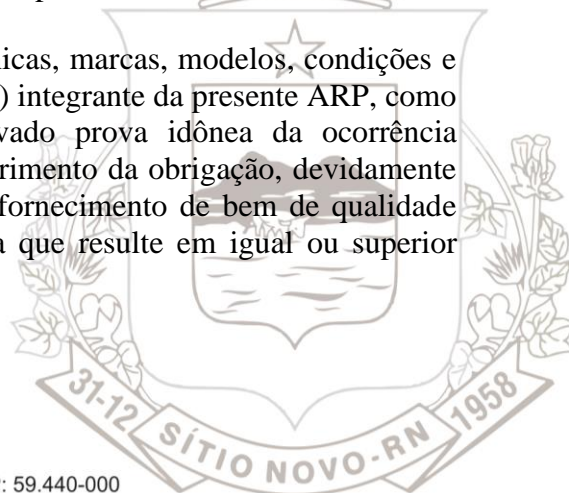 nicas, marcas, modelos, condições e
) integrante da presente ARP, como
vado prova idônea da ocorrência
rimento da obrigação, devidamente
fornecimento de bem de qualidade
a que resulte em igual ou superior
31-12 SÍTIO NOVO-RN 1958
: 59.440-000